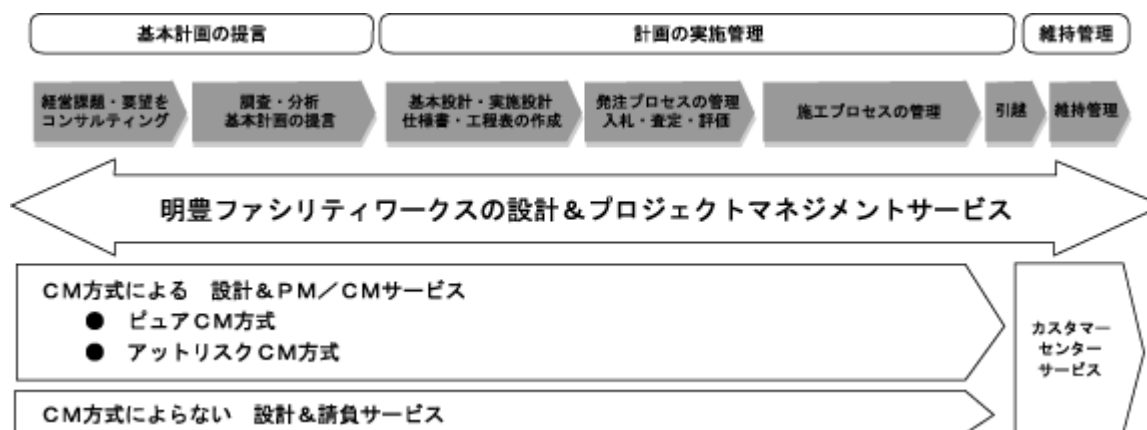 基本計画の提言
計画の実施管理
維持管理
経営課題・要望を
コンサルティング
調査・分析
基本計画の提言
基本設計・実施設計
仕様書・工程表の作成
発注プロセスの管理
入札・査定・評価
施工プロセスの管理
引越
維持管理
明豊ファシリティワークスの設計＆プロジェクトマネジメントサービス
ＣＭ方式による　設計＆ＰＭ／ＣＭサービス
●　ピュアＣＭ方式
●　アットリスクＣＭ方式
カスタマー
センター
サービス
ＣＭ方式によらない　設計＆請負サービス